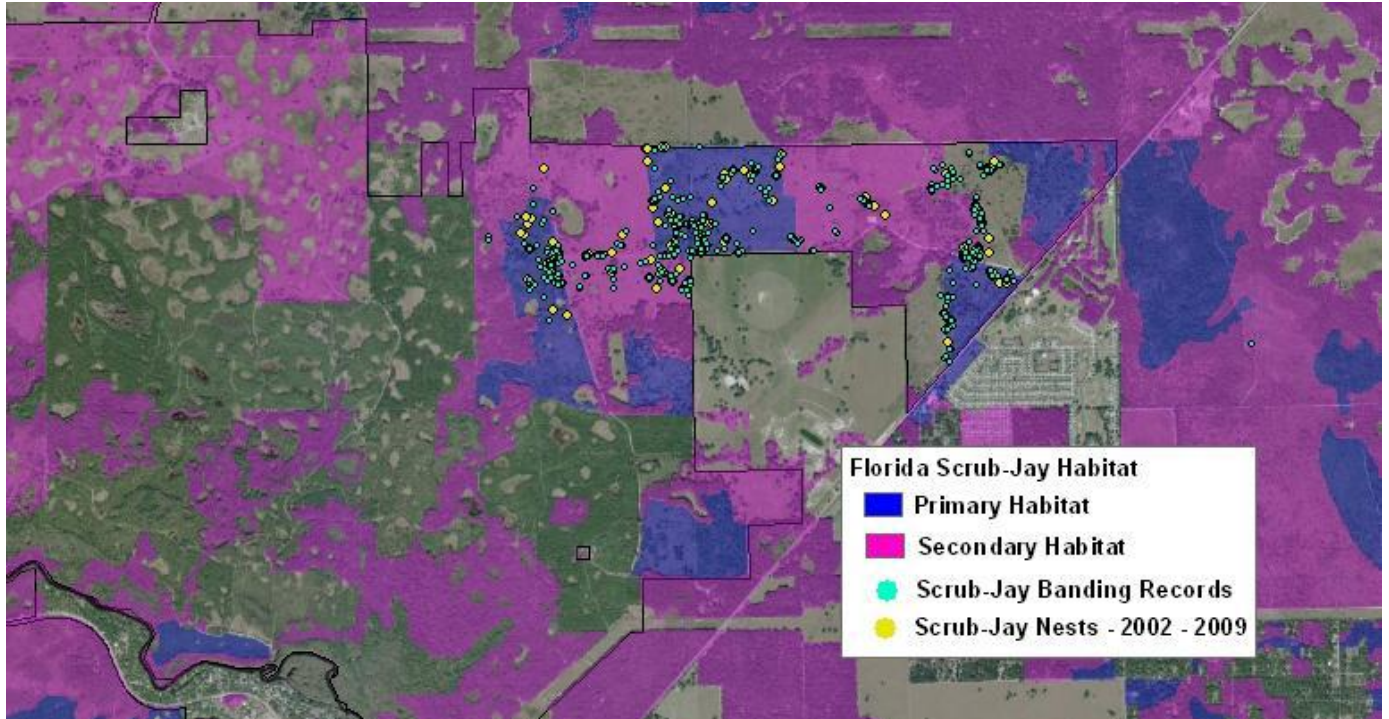 Florida Scrub-Jay Habitat
Primary Habitat
Secondary Habitat
Scrub-Jay Banding Records
Scrub-Jay Nests - 2002 - 2009